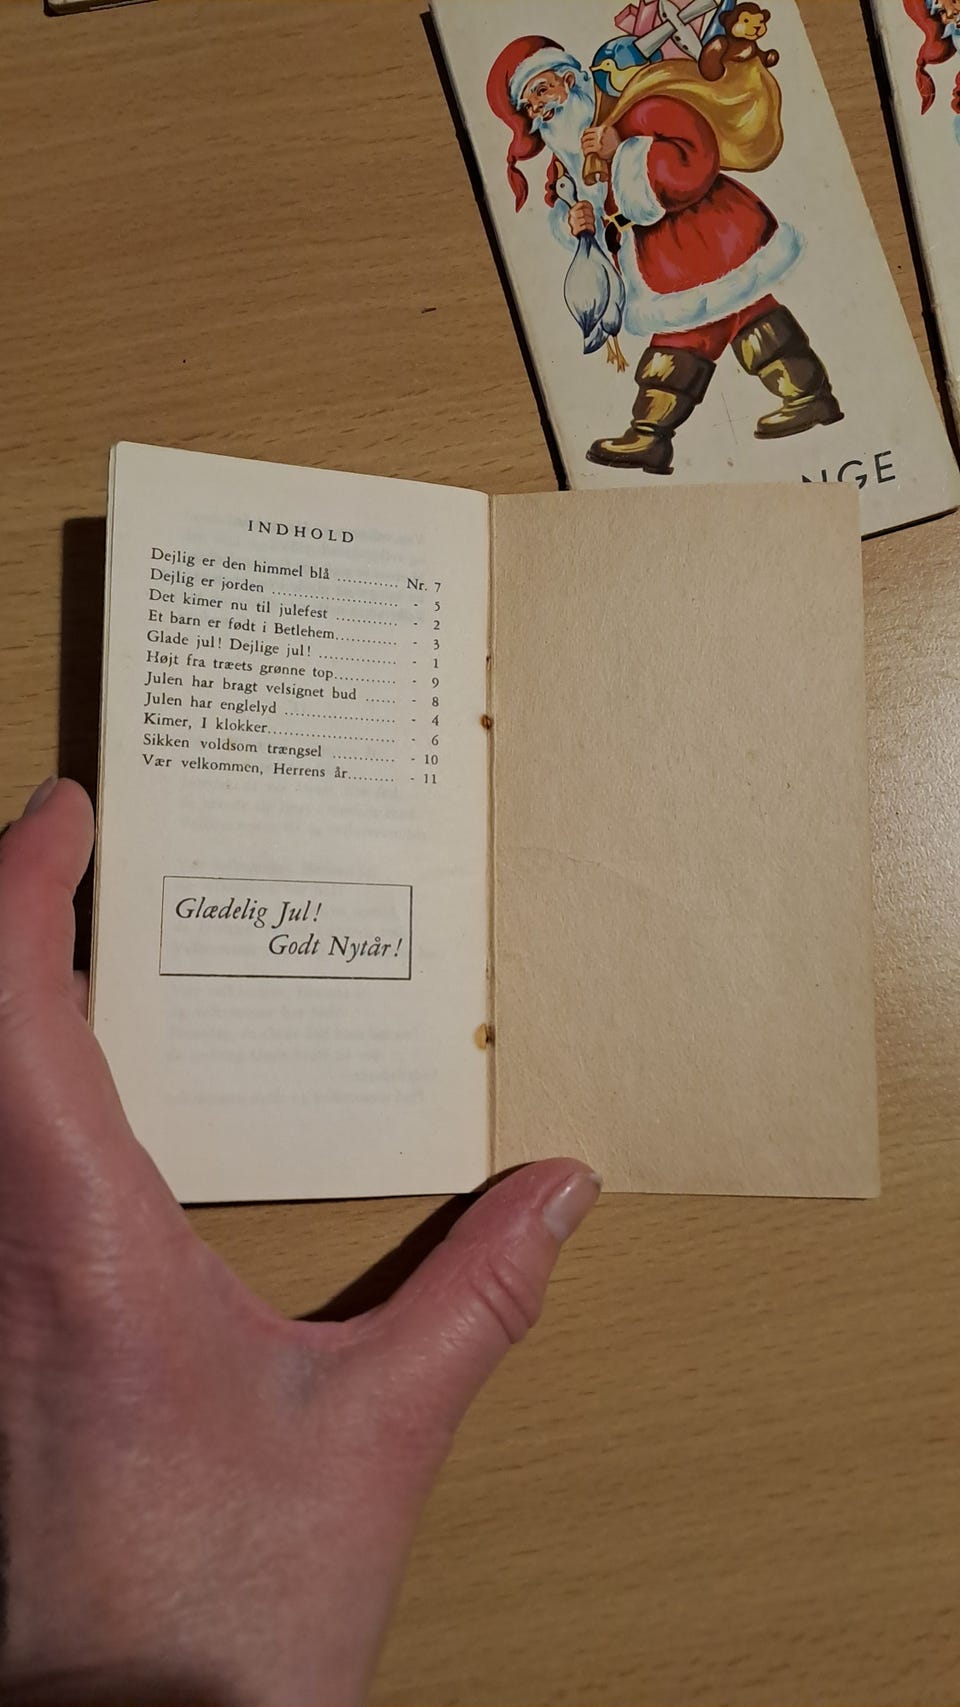 NGE
INDHOLD
Dejlig er den himmel blå ............ Nr. 7
Dejlig er jorden ........................ - 5
Det kimer nu til julefest ............ - 2
Et barn er født i Betlehem............ - 3
Glade jul! Dejlige jul! ............... - 1
Højt fra træets grønne top............ - 9
Julen har bragt velsignet bud ...... - 8
Julen har englelyd ..................... - 4
Kimer, I klokker........................ - 6
Sikken voldsom trængsel ............ - 10
Vær velkommen, Herrens år......... - 11
Glædelig Jul!
Godt Nytår!